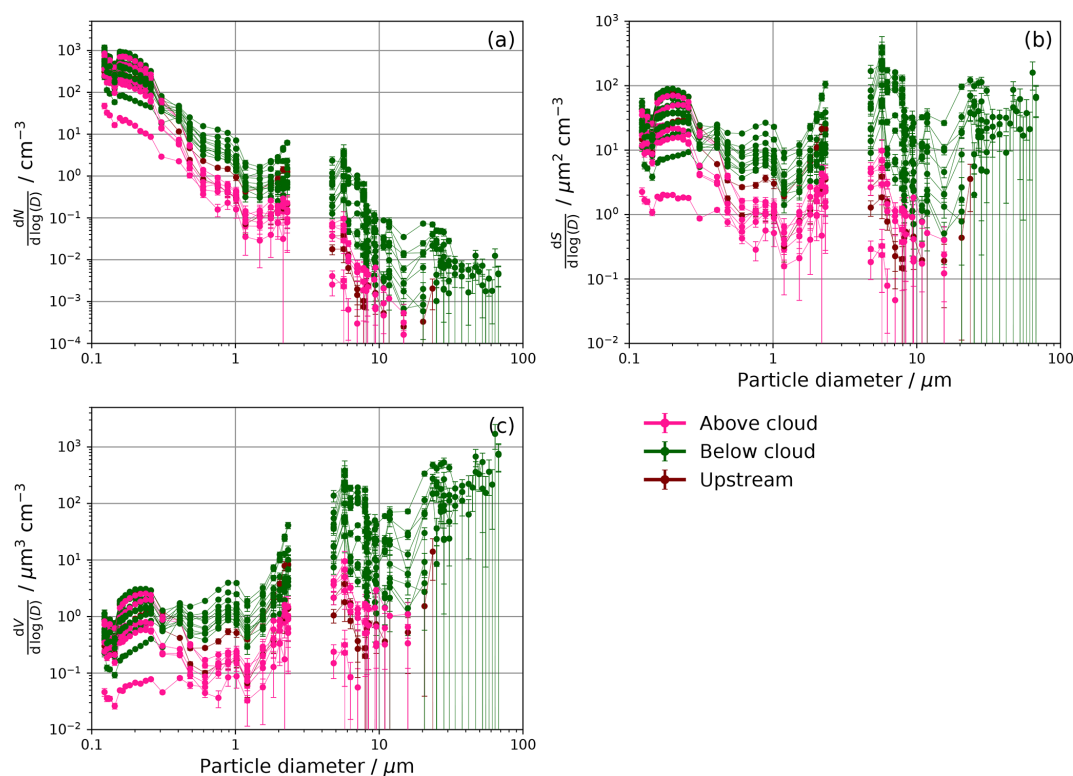 (a)
10³
10²
10¹
10⁰
10⁻¹
10⁻²
10⁻³
10⁻⁴
dN
dlog(D) / cm⁻³
0.1 1 10 100
(b)
10³
10²
10¹
10⁰
10⁻¹
10⁻²
dS
dlog(D) / μm² cm⁻³
0.1 1 10 100
Particle diameter / μm
(c)
10³
10²
10¹
10⁰
10⁻¹
10⁻²
dV
dlog(D) / μm³ cm⁻³
0.1 1 10 100
Particle diameter / μm
Above cloud
Below cloud
Upstream